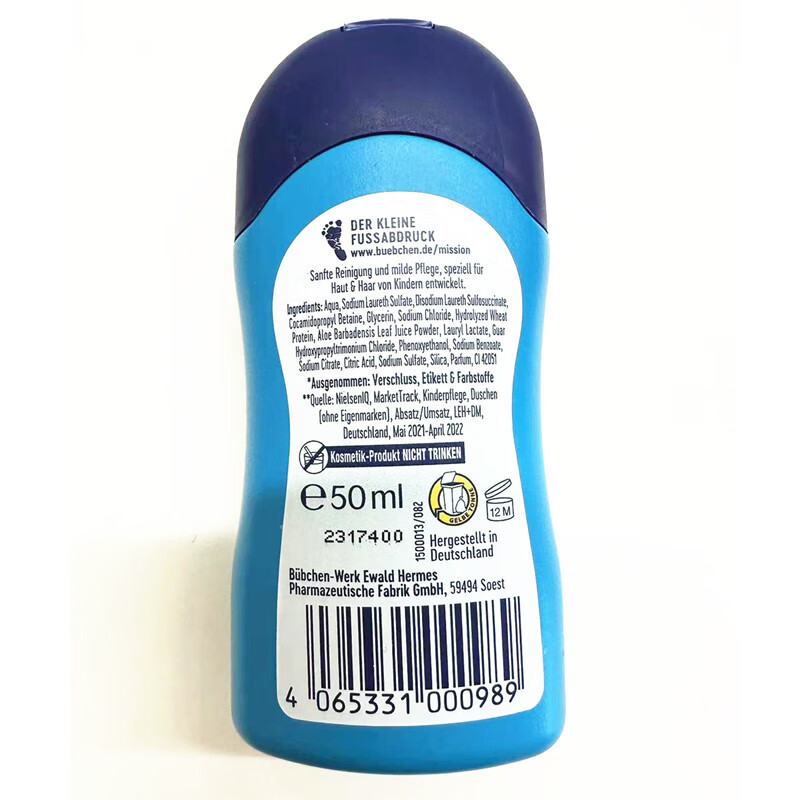 DER KLEINE
FUSSABDRUCK
www.buebchen.de/mission
Sanfte Reinigung und milde Pflege, speziell für
Haut & Haar von Kindern entwickelt.
Ingredients: Aqua, Sodium Laureth Sulfate, Disodium Laureth Sulfosuccinate,
Cocamidopropyl Betaine, Glycerin, Sodium Chloride, Hydrolyzed Wheat
Protein, Aloe Barbadensis Leaf Juice Powder, Lauryl Lactate, Guar
Hydroxypropyltrimonium Chloride, Phenoxyethanol, Sodium Benzoate,
Sodium Citrate, Citric Acid, Sodium Sulfate, Silica, Parfum, CI 42051
*Ausgenommen: Verschluss, Etikett & Farbstoffe
**Quelle: NielsenIQ, MarketTrack, Kinderpflege, Duschen
(ohne Eigenmarken), Absatz/Umsatz, LEH+DM,
Deutschland, Mai 2021-April 2022
Kosmetik-Produkt NICHT TRINKEN
e50 ml
GELBE TONNE
12 M
2317400
1500013/082
Hergestellt in
Deutschland
Bübchen-Werk Ewald Hermes
Pharmazeutische Fabrik GmbH, 59494 Soest
4 065331 000989